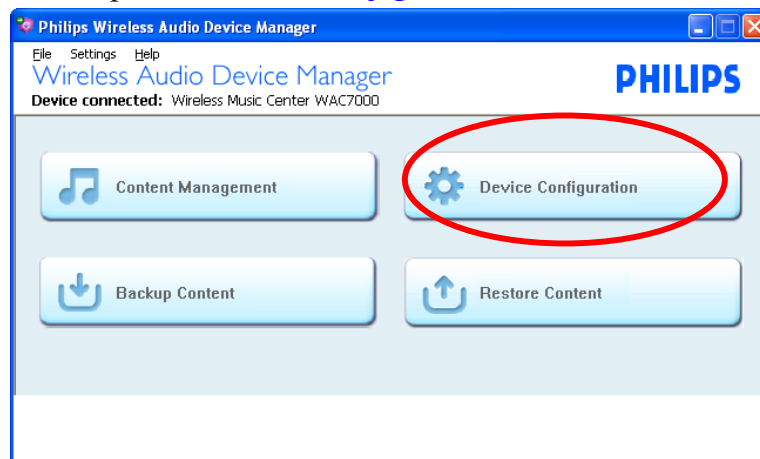 Philips Wireless Audio Device Manager
File Settings Help
Wireless Audio Device Manager
PHILIPS
Device connected: Wireless Music Center WAC7000
Content Management
Device Configuration
Backup Content
Restore Content